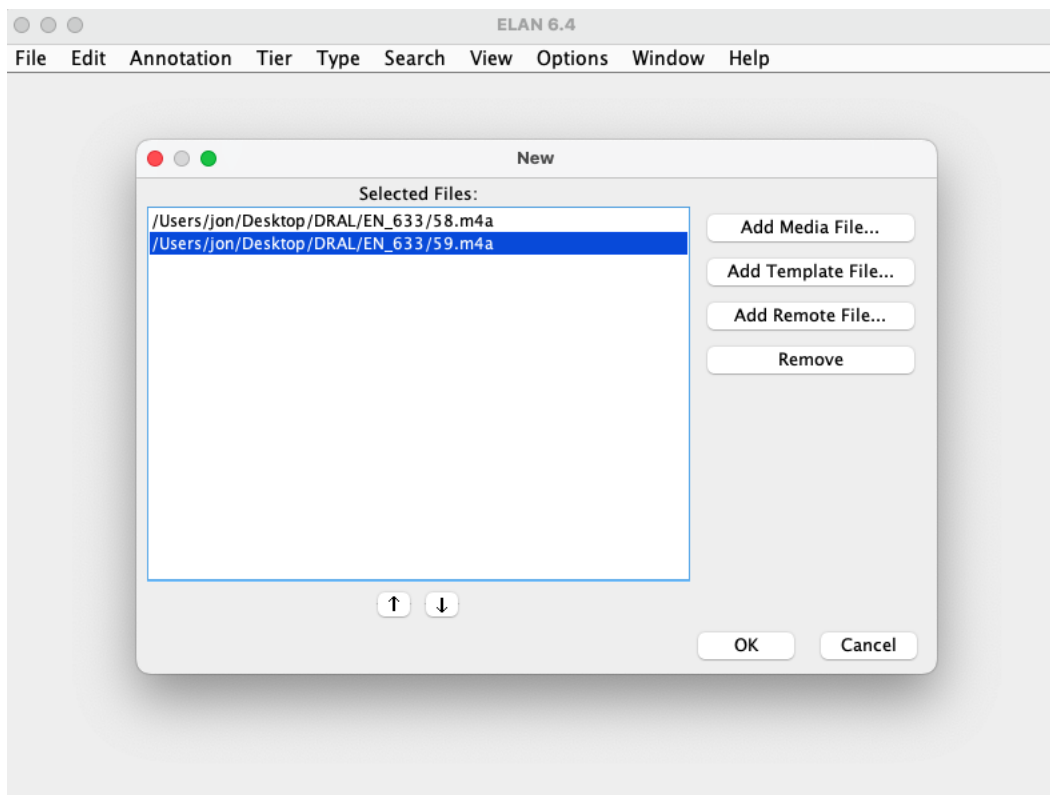 ELAN 6.4
File Edit Annotation Tier Type Search View Options Window Help
New
Selected Files:
/Users/jon/Desktop/DRAL/EN_633/58.m4a
/Users/jon/Desktop/DRAL/EN_633/59.m4a
Add Media File...
Add Template File...
Add Remote File...
Remove
↑ ↓
OK Cancel